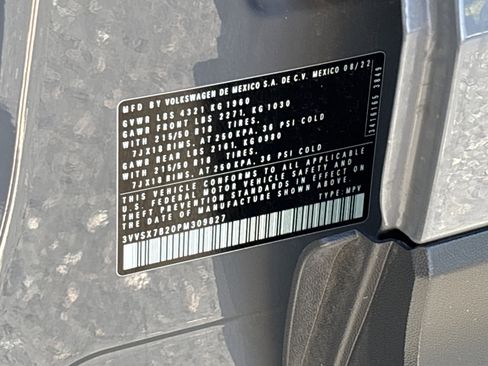 MFD BY VOLKSWAGEN DE MEXICO S.A. DE C.V. MEXICO 08/22
GVWR LBS 4321 KG 1960
GAWR FRONT LBS 2271, KG 1030
WITH 215/50 R18 TIRES,
7JX18 RIMS, AT 250 KPA, 36 PSI COLD
GAWR REAR LBS 2161, KG 0980
WITH 215/50 R18 TIRES,
7JX18 RIMS, AT 250 KPA, 36 PSI COLD
THIS VEHICLE CONFORMS TO ALL APPLICABLE
U.S. FEDERAL MOTOR VEHICLE SAFETY AND
THEFT PREVENTION STANDARDS IN EFFECT ON
DATE OF MANUFACTURE SHOWN ABOVE.
3VVSX7B20PM309827 TYPE: MPV
3416165 3849